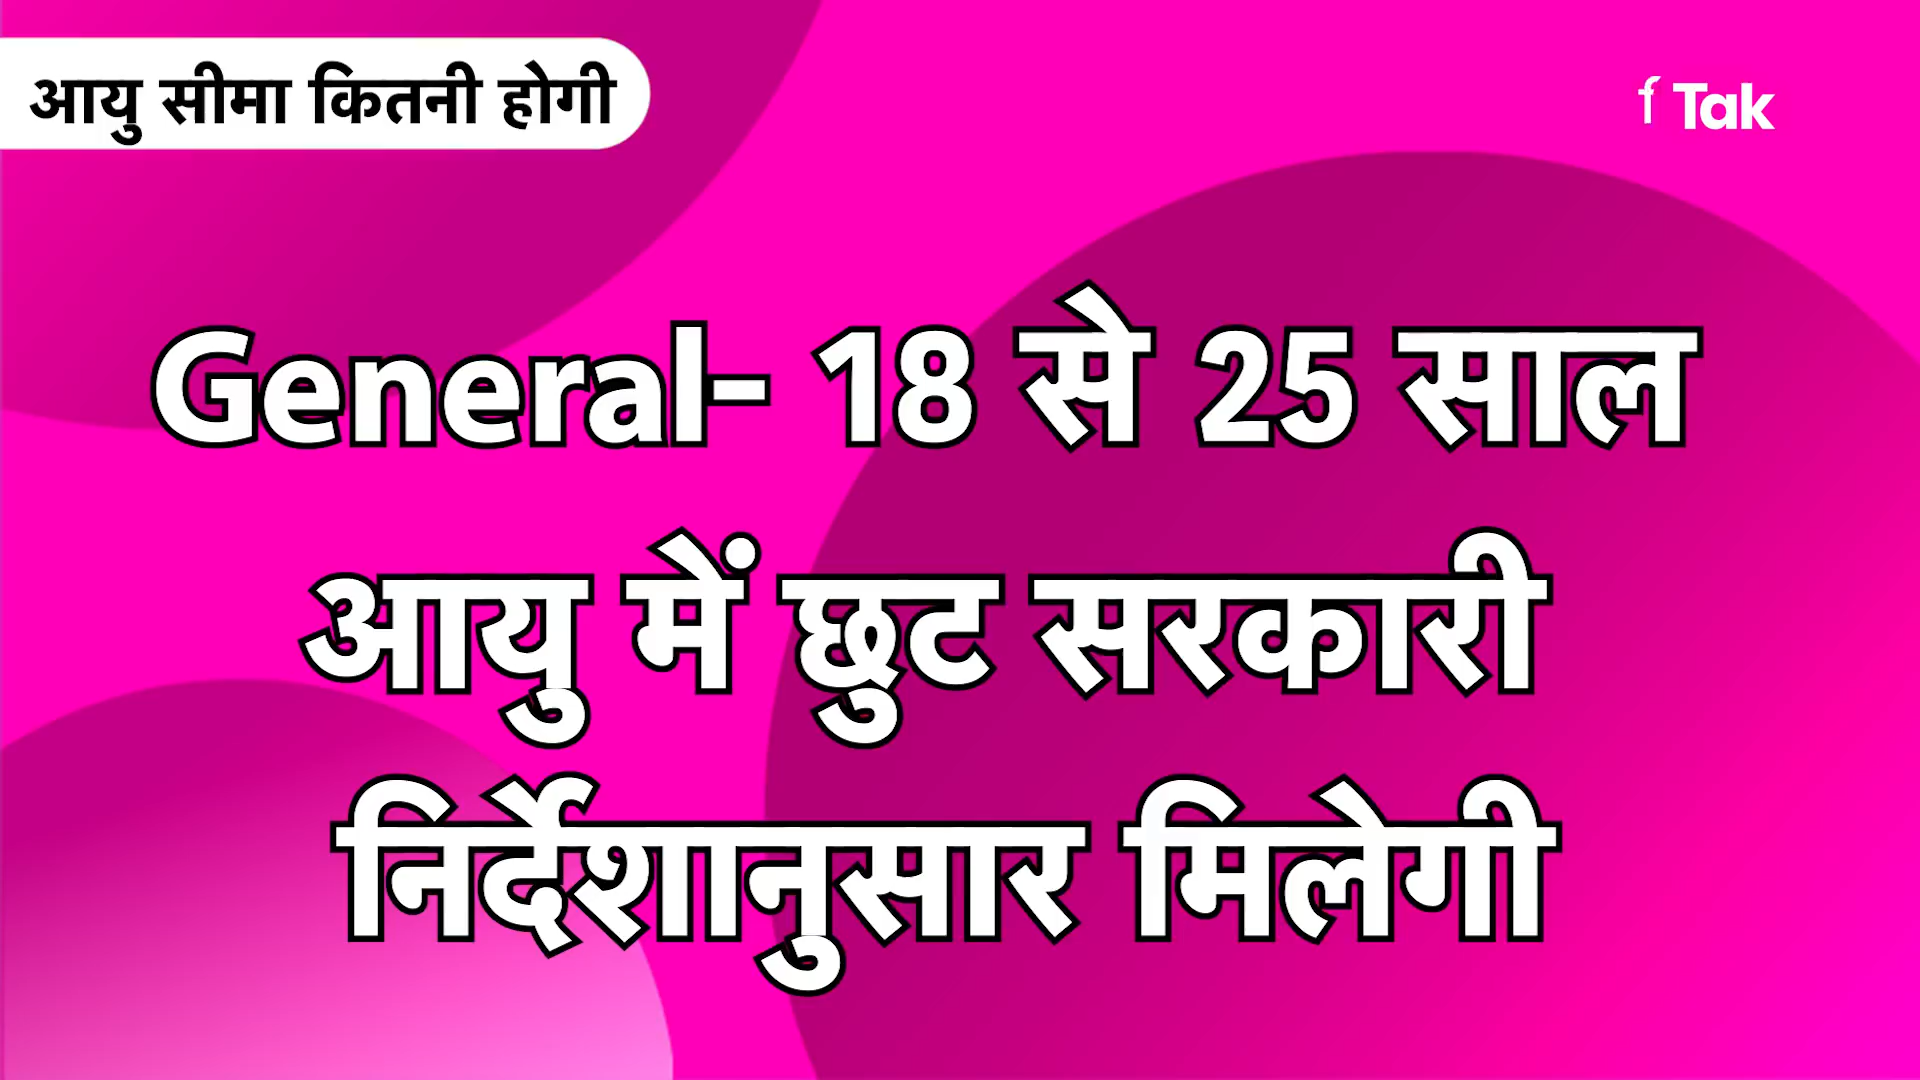 आयु सीमा कितनी होगी
f Tak
General- 18 से 25 साल
आयु में छुट सरकारी
निर्देशानुसार मिलेगी